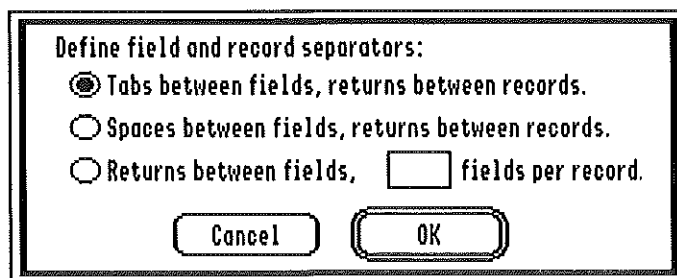 Define field and record separators:
Tabs between fields, returns between records.
Spaces between fields, returns between records.
Returns between fields, fields per record.
Cancel OK